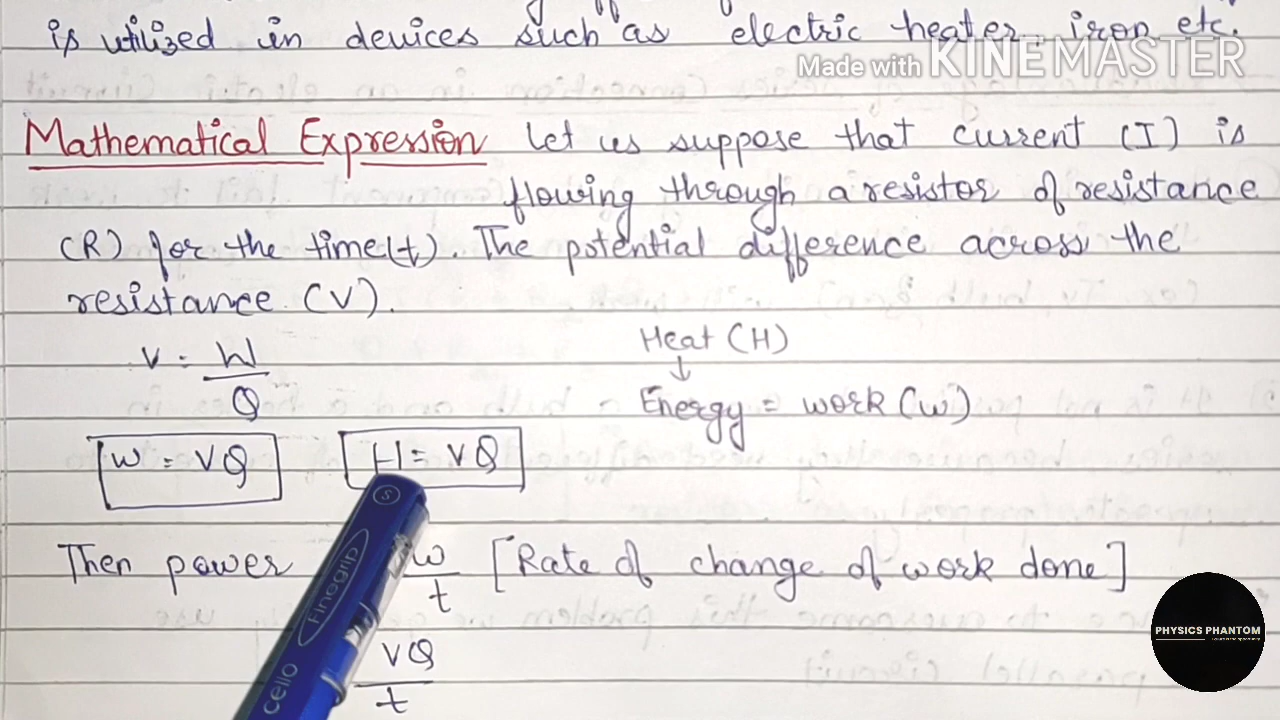 is utilized in devices such as electric heater, iron etc.
Made with KINEMASTER
Mathematical Expression Let us suppose that current (I) is
flowing through a resistor of resistance
(R) for the time(t). The potential difference across the
resistance (V).
V = W/Q
Heat (H)
↓
Energy = work (w)
W = VQ H = VQ
Then power w/t [Rate of change of work done]
VQ/t
PHYSICS PHANTOM
cello Finegrip